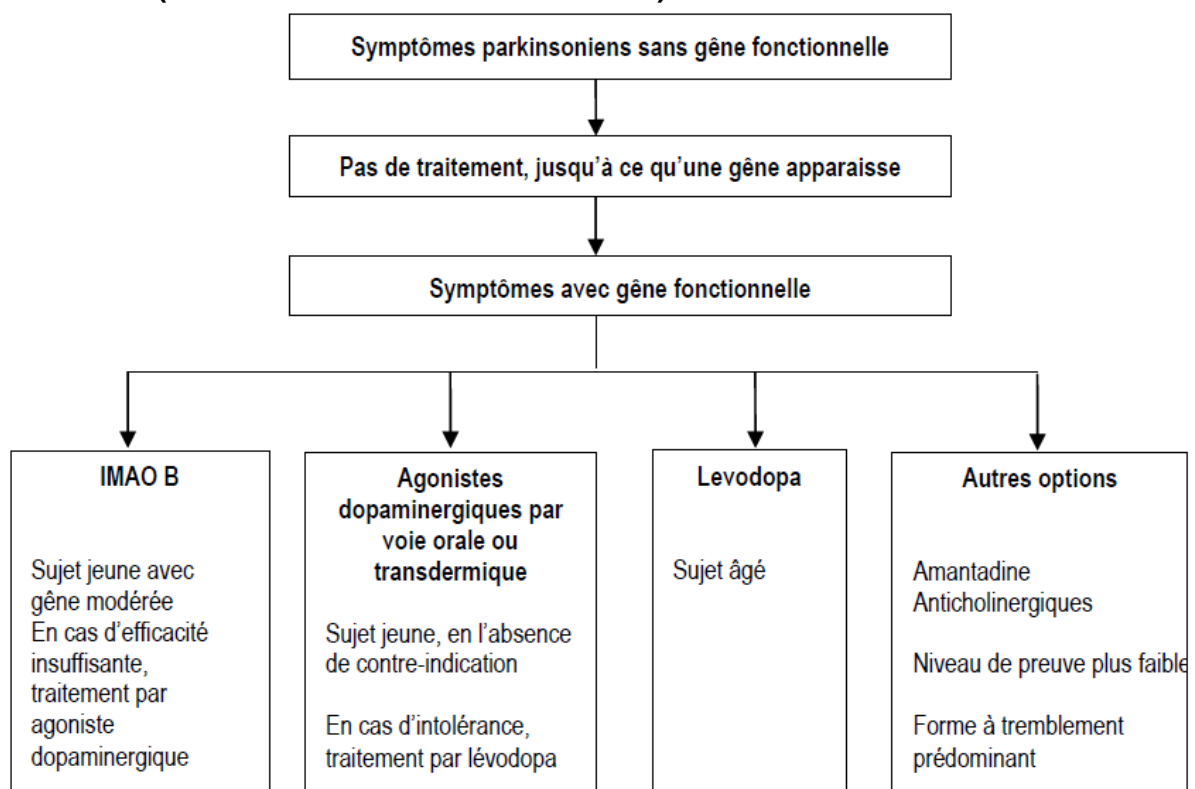 Symptômes parkinsoniens sans gêne fonctionnelle
Pas de traitement, jusqu'à ce qu'une gêne apparaisse
Symptômes avec gêne fonctionnelle
IMAO B
Sujet jeune avec
gêne modérée
En cas d'efficacité
insuffisante,
traitement par
agoniste
dopaminergique
Agonistes
dopaminergiques par
voie orale ou
transdermique
Sujet jeune, en l'absence
de contre-indication
En cas d'intolérance,
traitement par lévodopa
Levodopa
Sujet âgé
Autres options
Amantadine
Anticholinergiques
Niveau de preuve plus faible
Forme à tremblement
prédominant